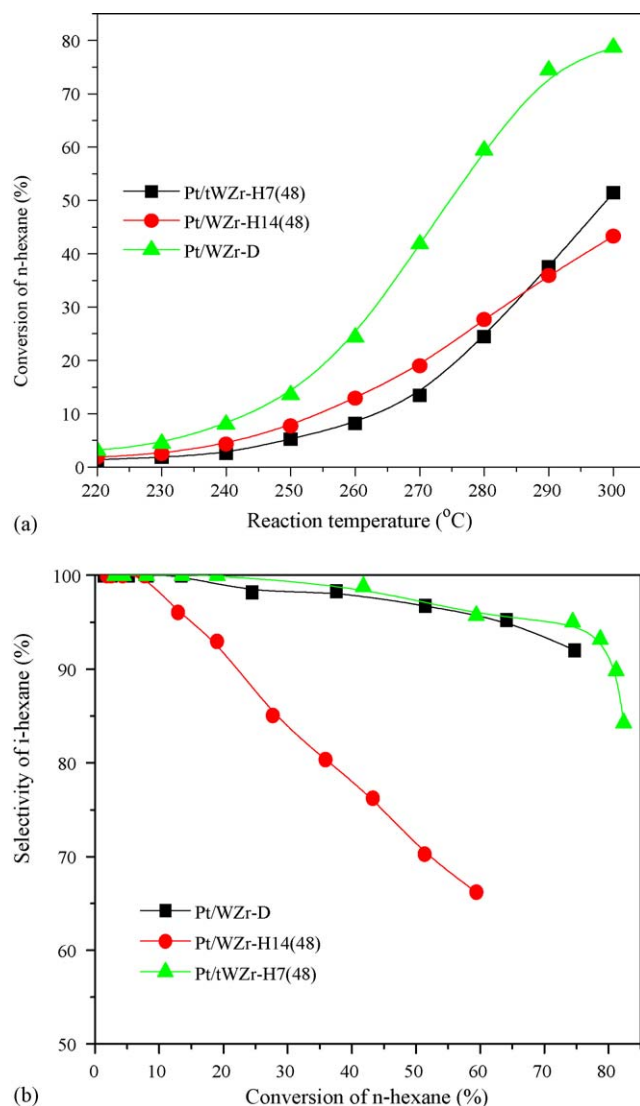 80
70
60
50
40
30
20
10
0
Conversion of n-hexane (%)
Pt/tWZr-H7(48)
Pt/WZr-H14(48)
Pt/WZr-D
220 230 240 250 260 270 280 290 300
(a)
Reaction temperature (°C)
100
90
80
70
60
50
Selectivity of i-hexane (%)
Pt/WZr-D
Pt/WZr-H14(48)
Pt/tWZr-H7(48)
0 10 20 30 40 50 60 70 80
(b)
Conversion of n-hexane (%)